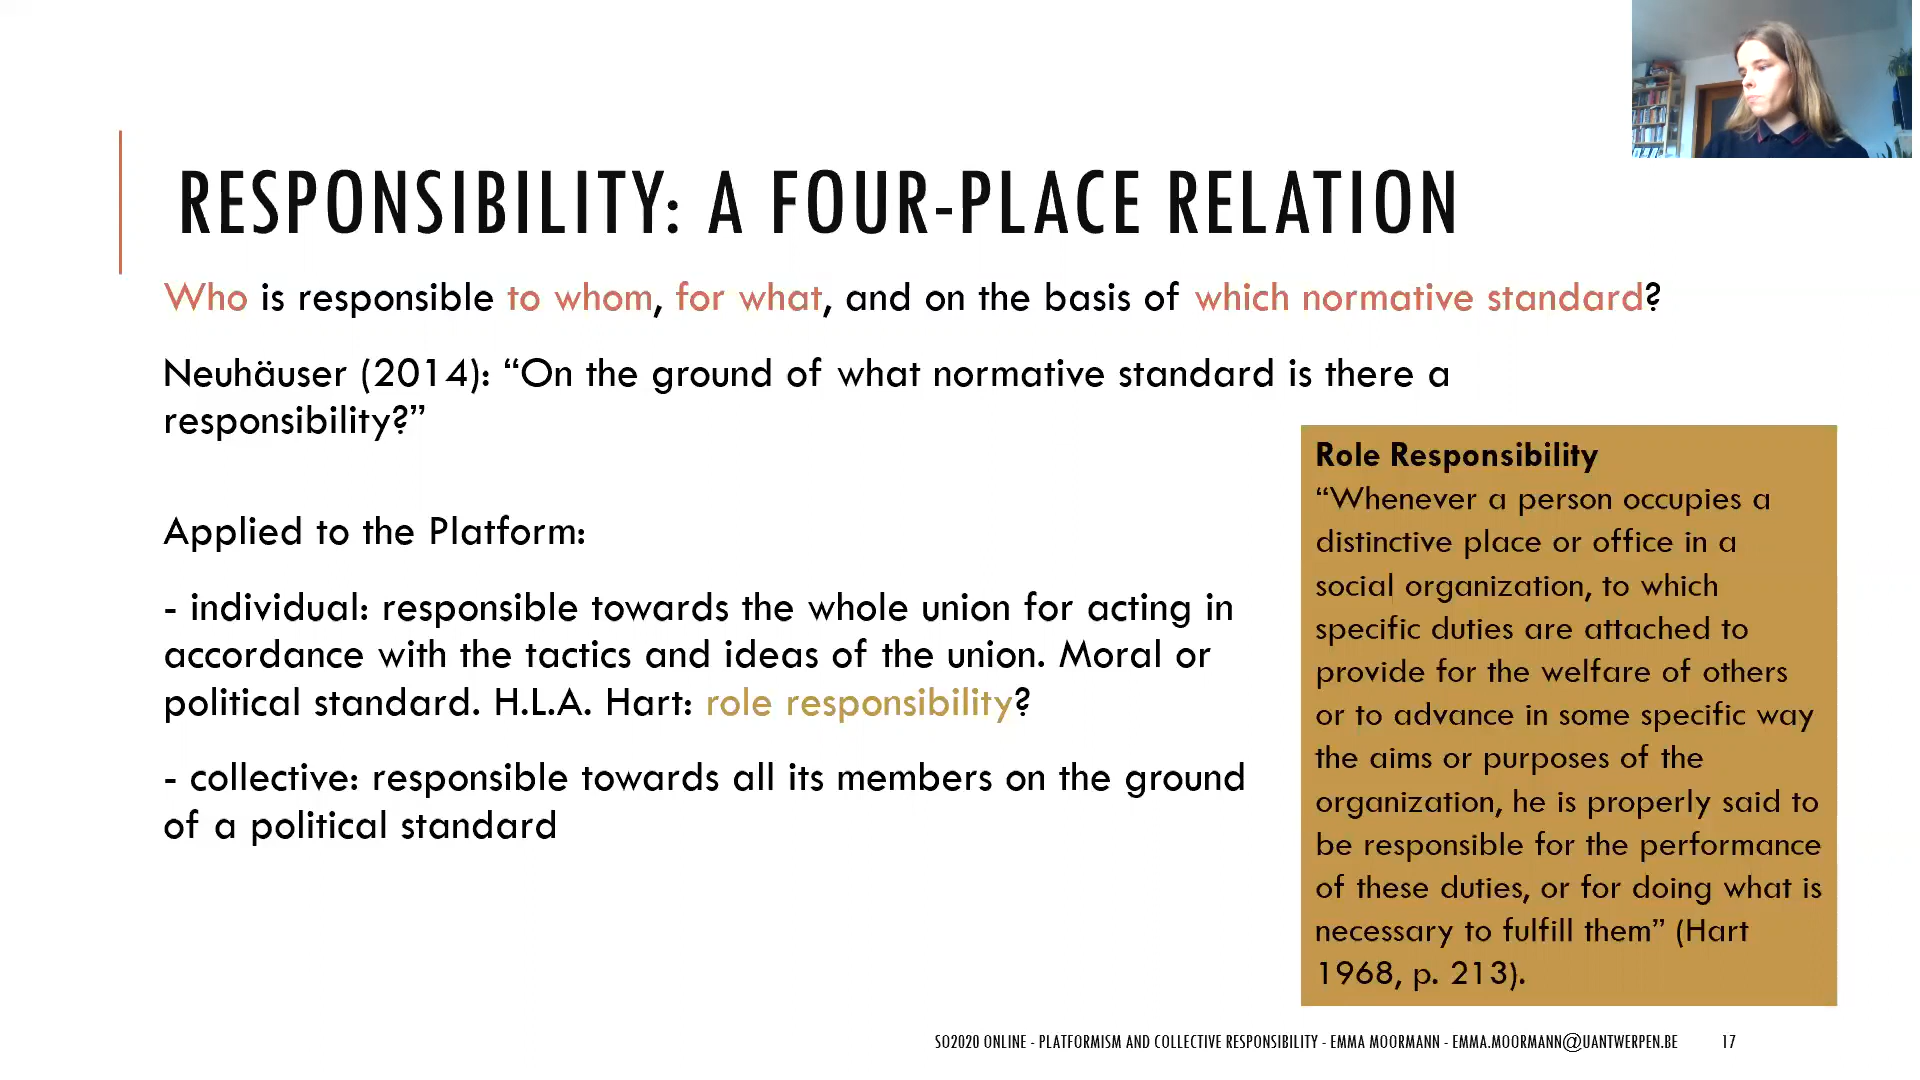 RESPONSIBILITY: A FOUR-PLACE RELATION
Who is responsible to whom, for what, and on the basis of which normative standard?
Neuhäuser (2014): “On the ground of what normative standard is there a
responsibility?”
Applied to the Platform:
- individual: responsible towards the whole union for acting in
accordance with the tactics and ideas of the union. Moral or
political standard. H.L.A. Hart: role responsibility?
- collective: responsible towards all its members on the ground
of a political standard
Role Responsibility
“Whenever a person occupies a
distinctive place or office in a
social organization, to which
specific duties are attached to
provide for the welfare of others
or to advance in some specific way
the aims or purposes of the
organization, he is properly said to
be responsible for the performance
of these duties, or for doing what is
necessary to fulfill them” (Hart
1968, p. 213).
SO2020 ONLINE - PLATFORMISM AND COLLECTIVE RESPONSIBILITY - EMMA MOORMANN - EMMA.MOORMANN@UANTWERPEN.BE 17